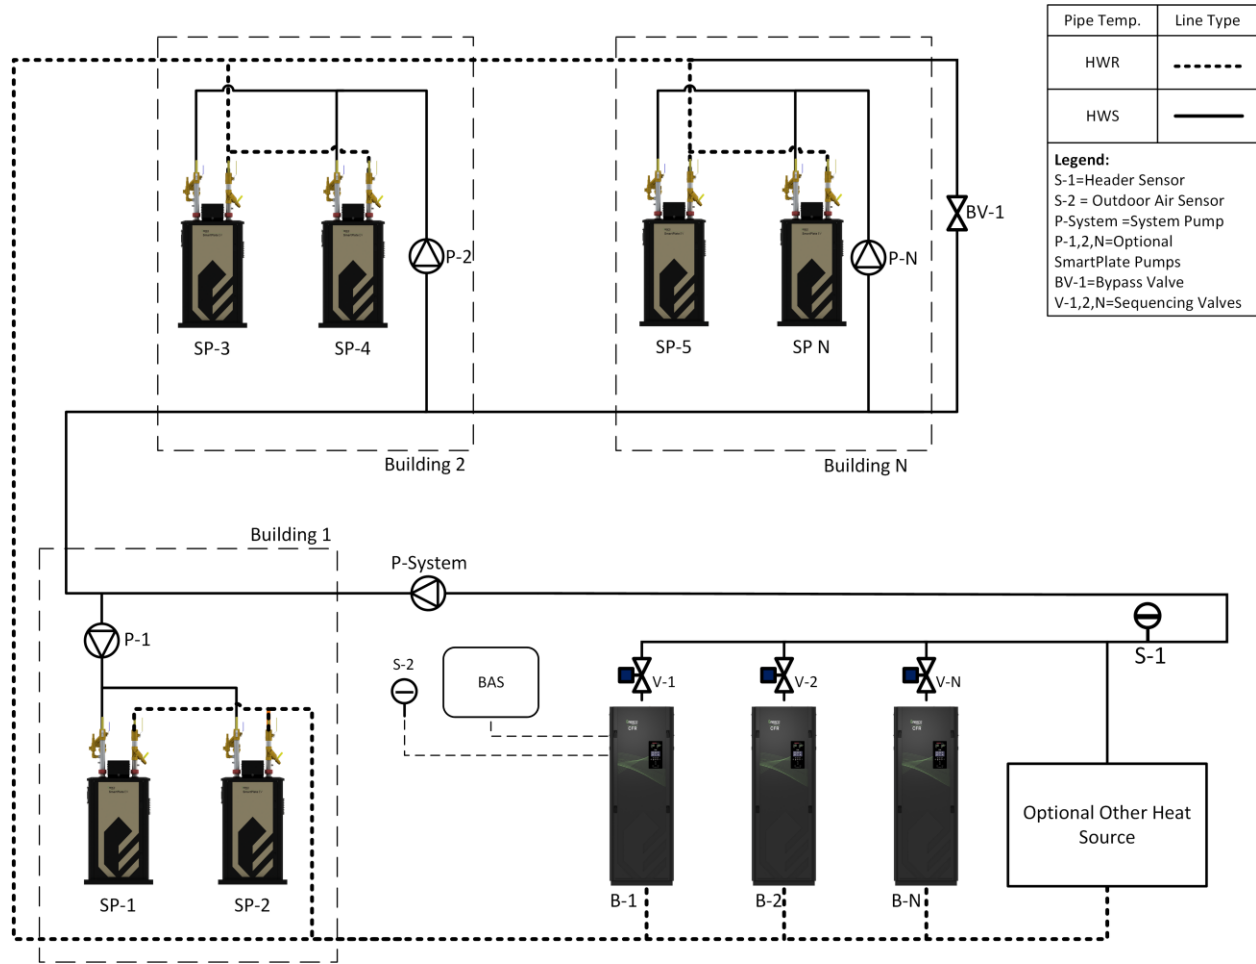 Pipe Temp. Line Type
HWR
HWS
Legend:
S-1=Header Sensor
S-2 = Outdoor Air Sensor
P-System =System Pump
P-1,2,N=Optional
SmartPlate Pumps
BV-1=Bypass Valve
V-1,2,N=Sequencing Valves
BV-1
P-2
P-N
SP-3
SP-4
SP-5
SP N
Building 2
Building N
Building 1
P-System
P-1
S-2
BAS
V-1
V-2
V-N
S-1
Optional Other Heat
Source
SP-1
SP-2
B-1
B-2
B-N